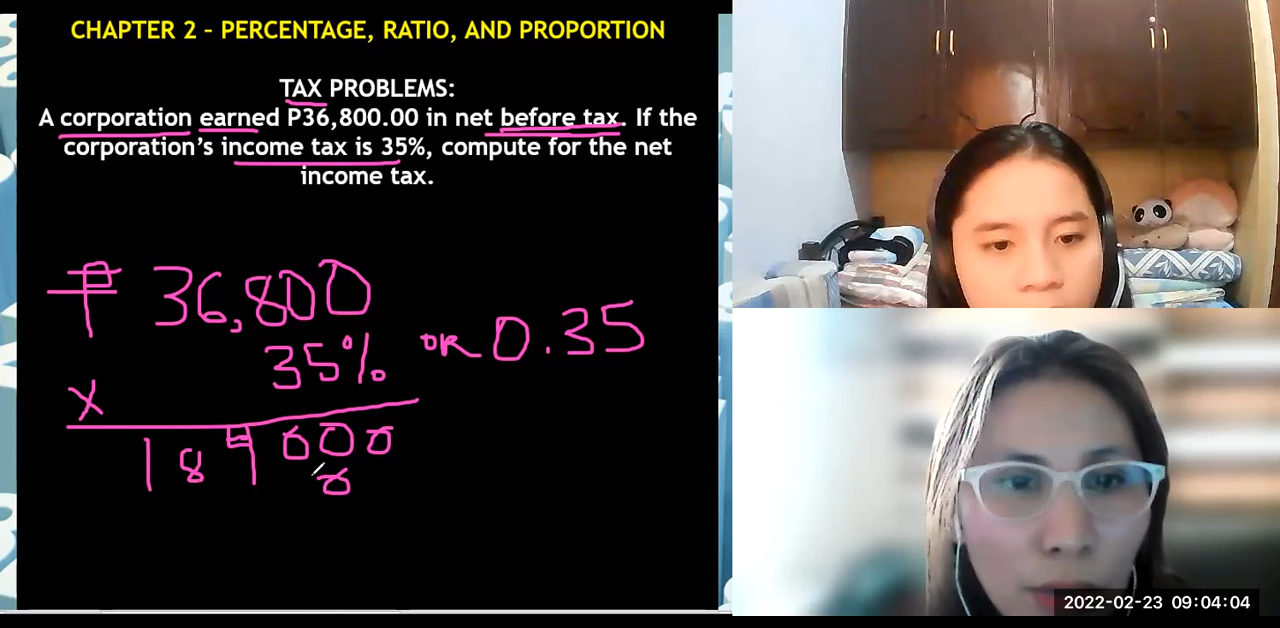 CHAPTER 2 – PERCENTAGE, RATIO, AND PROPORTION
TAX PROBLEMS:
A corporation earned P36,800.00 in net before tax. If the
corporation's income tax is 35%, compute for the net
income tax.
₱ 36,800
35% OR 0.35
X
189000
0
2022-02-23 09:04:04